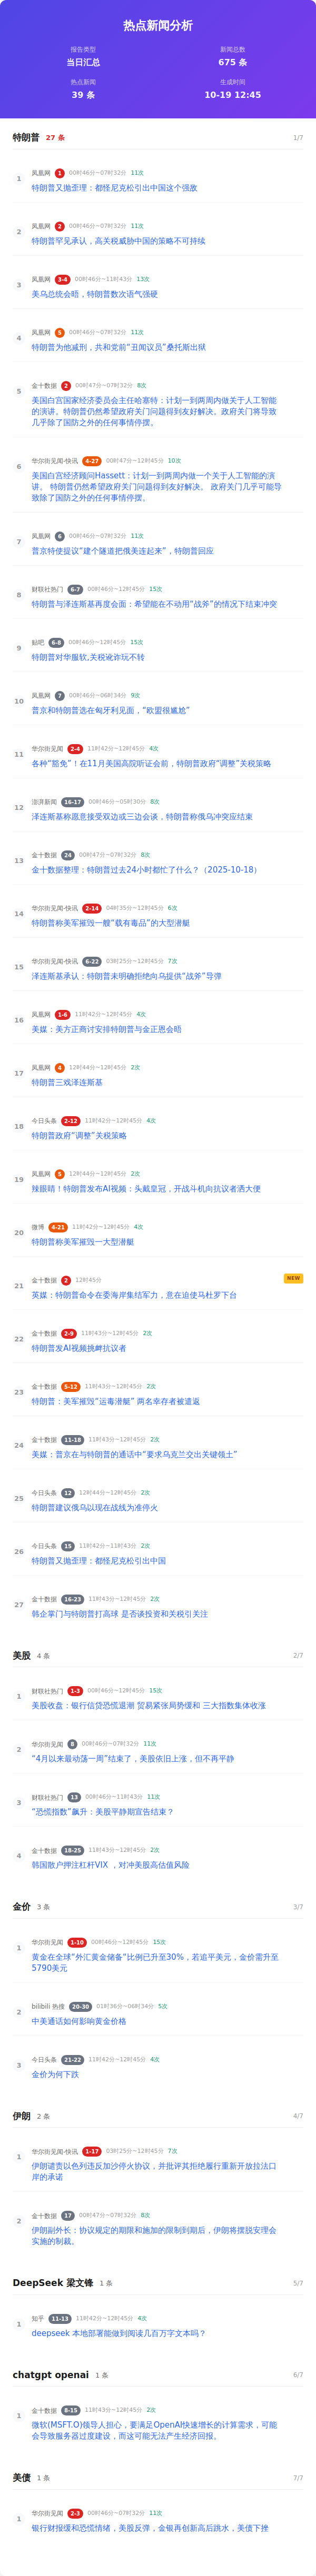 热点新闻分析
报告类型
当日汇总
新闻总数
675 条
热点新闻
39 条
生成时间
10-19 12:45
特朗普 27 条 1/7
1 凤凰网 1 00时46分~07时32分 11次
特朗普又抛歪理：都怪尼克松引出中国这个强敌
2 凤凰网 2 00时46分~07时32分 11次
特朗普罕见承认，高关税威胁中国的策略不可持续
3 凤凰网 3-4 00时46分~11时43分 13次
美乌总统会晤，特朗普数次语气强硬
4 凤凰网 5 00时46分~07时32分 11次
特朗普为他减刑，共和党前“丑闻议员”桑托斯出狱
5 金十数据 2 00时47分~07时32分 8次
美国白宫国家经济委员会主任哈塞特：计划一到两周内做关于人工智能
的演讲。特朗普仍然希望政府关门问题得到友好解决。政府关门将导致
几乎除了国防之外的任何事情停摆。
6 华尔街见闻-快讯 4-27 00时47分~12时45分 10次
美国白宫经济顾问Hassett：计划一到两周内做一个关于人工智能的演
讲。 特朗普仍然希望政府关门问题得到友好解决。 政府关门几乎可能导
致除了国防之外的任何事情停摆。
7 凤凰网 6 00时46分~07时32分 11次
普京特使提议“建个隧道把俄美连起来”，特朗普回应
8 财联社热门 6-7 00时46分~12时45分 15次
特朗普与泽连斯基再度会面：希望能在不动用“战斧”的情况下结束冲突
9 贴吧 6-8 00时46分~12时45分 15次
特朗普对华服软,关税讹诈玩不转
10 凤凰网 7 00时46分~06时34分 9次
普京和特朗普选在匈牙利见面，“欧盟很尴尬”
11 华尔街见闻 2-4 11时42分~12时45分 4次
各种“豁免”！在11月美国高院听证会前，特朗普政府“调整”关税策略
12 澎湃新闻 16-17 00时46分~05时30分 8次
泽连斯基称愿意接受双边或三边会谈，特朗普称俄乌冲突应结束
13 金十数据 24 00时47分~07时32分 8次
金十数据整理：特朗普过去24小时都忙了什么？（2025-10-18）
14 华尔街见闻-快讯 2-14 04时35分~12时45分 6次
特朗普称美军摧毁一艘“载有毒品”的大型潜艇
15 华尔街见闻-快讯 6-22 03时25分~12时45分 7次
泽连斯基承认：特朗普未明确拒绝向乌提供“战斧”导弹
16 凤凰网 1-6 11时42分~12时45分 4次
美媒：美方正商讨安排特朗普与金正恩会晤
17 凤凰网 4 12时44分~12时45分 2次
特朗普三戏泽连斯基
18 今日头条 2-12 11时42分~12时45分 4次
特朗普政府“调整”关税策略
19 凤凰网 5 12时44分~12时45分 2次
辣眼睛！特朗普发布AI视频：头戴皇冠，开战斗机向抗议者洒大便
20 微博 4-21 11时42分~12时45分 4次
特朗普称美军摧毁一大型潜艇
21 金十数据 2 12时45分 NEW
英媒：特朗普命令在委海岸集结军力，意在迫使马杜罗下台
22 金十数据 2-9 11时43分~12时45分 2次
特朗普发AI视频挑衅抗议者
23 金十数据 5-12 11时43分~12时45分 2次
特朗普：美军摧毁“运毒潜艇” 两名幸存者被遣返
24 金十数据 11-18 11时43分~12时45分 2次
美媒：普京在与特朗普的通话中“要求乌克兰交出关键领土”
25 今日头条 12 12时44分~12时45分 2次
特朗普建议俄乌以现在战线为准停火
26 今日头条 15 11时42分~11时43分 2次
特朗普又抛歪理：都怪尼克松引出中国
27 金十数据 16-23 11时43分~12时45分 2次
韩企掌门与特朗普打高球 是否谈投资和关税引关注
美股 4 条 2/7
1 财联社热门 1-3 00时46分~12时45分 15次
美股收盘：银行信贷恐慌退潮 贸易紧张局势缓和 三大指数集体收涨
2 华尔街见闻 8 00时46分~07时32分 11次
“4月以来最动荡一周”结束了，美股依旧上涨，但不再平静
3 财联社热门 13 00时46分~11时43分 11次
“恐慌指数”飙升：美股平静期宣告结束？
4 金十数据 18-25 11时43分~12时45分 2次
韩国散户押注杠杆VIX ，对冲美股高估值风险
金价 3 条 3/7
1 华尔街见闻 1-10 00时46分~12时45分 15次
黄金在全球“外汇黄金储备”比例已升至30%，若追平美元，金价需升至
5790美元
2 bilibili 热搜 20-30 01时36分~06时34分 5次
中美通话如何影响黄金价格
3 今日头条 21-22 11时42分~12时45分 4次
金价为何下跌
伊朗 2 条 4/7
1 华尔街见闻-快讯 1-17 03时25分~12时45分 7次
伊朗谴责以色列违反加沙停火协议，并批评其拒绝履行重新开放拉法口
岸的承诺
2 金十数据 17 00时47分~07时32分 8次
伊朗副外长：协议规定的期限和施加的限制到期后，伊朗将摆脱安理会
实施的制裁。
DeepSeek 梁文锋 1 条 5/7
1 知乎 11-13 11时42分~12时45分 4次
deepseek 本地部署能做到阅读几百万字文本吗？
chatgpt openai 1 条 6/7
1 金十数据 8-15 11时43分~12时45分 2次
微软(MSFT.O)领导人担心，要满足OpenAI快速增长的计算需求，可能
会导致服务器过度建设，而这可能无法产生经济回报。
美债 1 条 7/7
1 华尔街见闻 2-3 00时46分~07时32分 11次
银行财报缓和恐慌情绪，美股反弹，金银再创新高后跳水，美债下挫